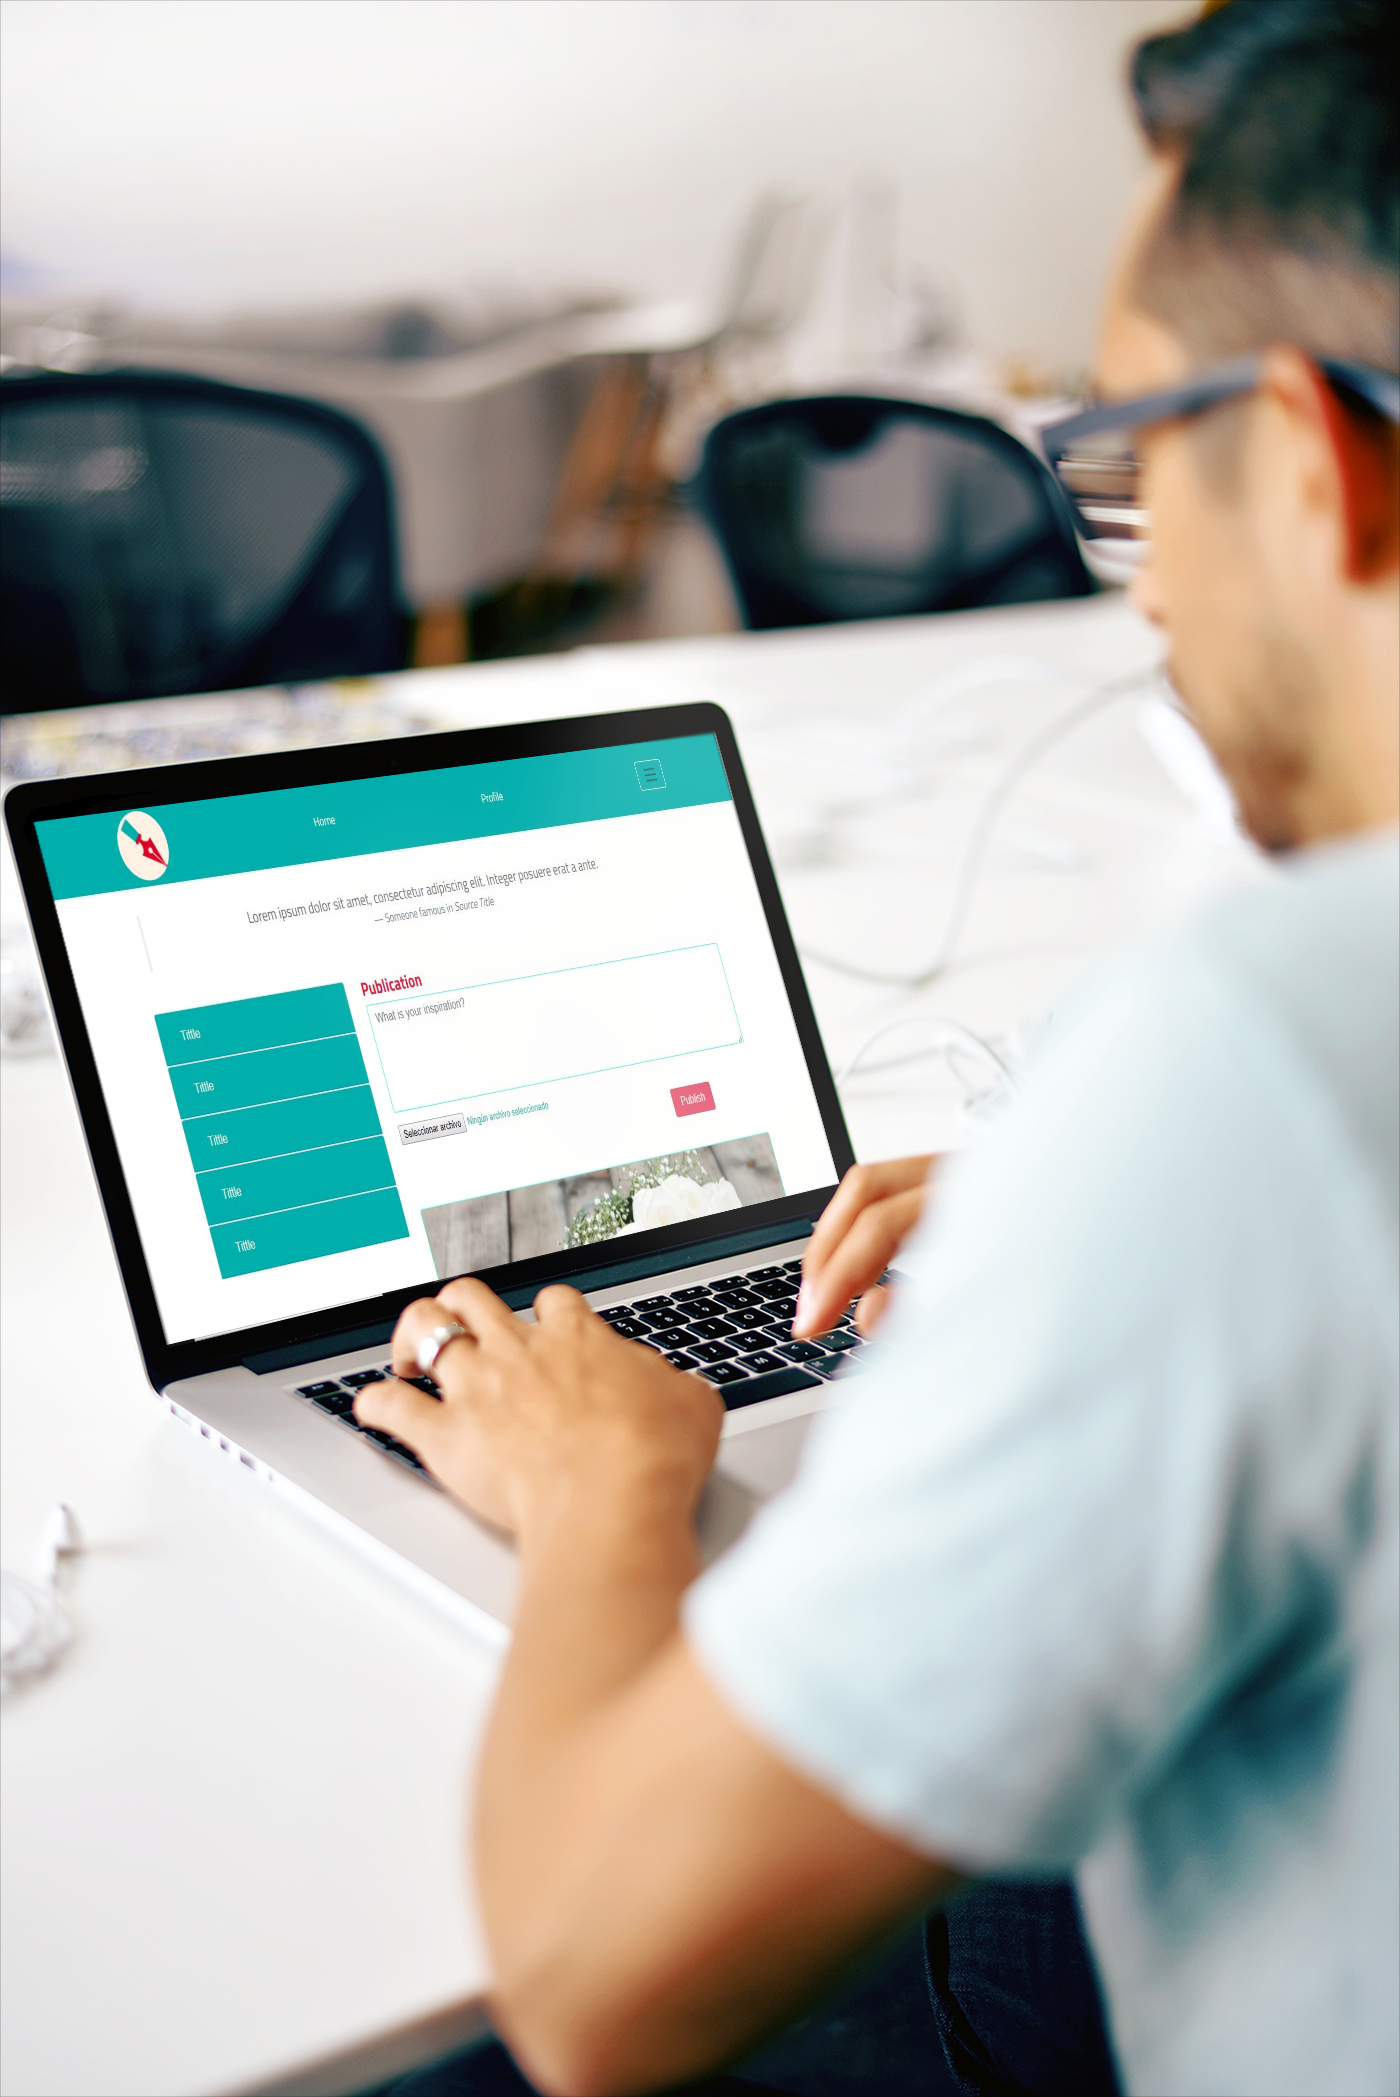 Home
Profile
Lorem ipsum dolor sit amet, consectetur adipiscing elit. Integer posuere erat a ante.
— Someone famous in Source Title
Tittle
Tittle
Tittle
Tittle
Tittle
Publication
What is your inspiration?
Seleccionar archivo Ningún archivo seleccionado
Publish